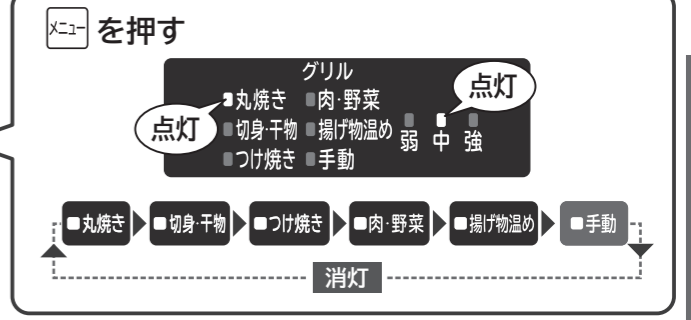 メニュー を押す
グリル
丸焼き 肉・野菜
切身・干物 揚げ物温め
つけ焼き 手動
弱 中 強
点灯
点灯
丸焼き 切身・干物 つけ焼き 肉・野菜 揚げ物温め 手動
消灯